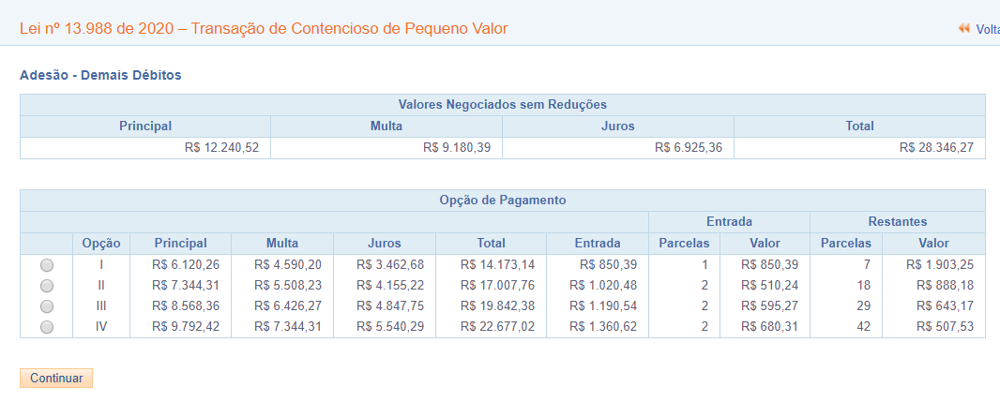 Lei nº 13.988 de 2020 – Transação de Contencioso de Pequeno Valor
Adesão - Demais Débitos
Valores Negociados sem Reduções
Principal Multa Juros Total
R$ 12.240,52 R$ 9.180,39 R$ 6.925,36 R$ 28.346,27
Opção de Pagamento
Entrada Restantes
Opção Principal Multa Juros Total Entrada Parcelas Valor Parcelas Valor
I R$ 6.120,26 R$ 4.590,20 R$ 3.462,68 R$ 14.173,14 R$ 850,39 1 R$ 850,39 7 R$ 1.903,25
II R$ 7.344,31 R$ 5.508,23 R$ 4.155,22 R$ 17.007,76 R$ 1.020,48 2 R$ 510,24 18 R$ 888,18
III R$ 8.568,36 R$ 6.426,27 R$ 4.847,75 R$ 19.842,38 R$ 1.190,54 2 R$ 595,27 29 R$ 643,17
IV R$ 9.792,42 R$ 7.344,31 R$ 5.540,29 R$ 22.677,02 R$ 1.360,62 2 R$ 680,31 42 R$ 507,53
Continuar